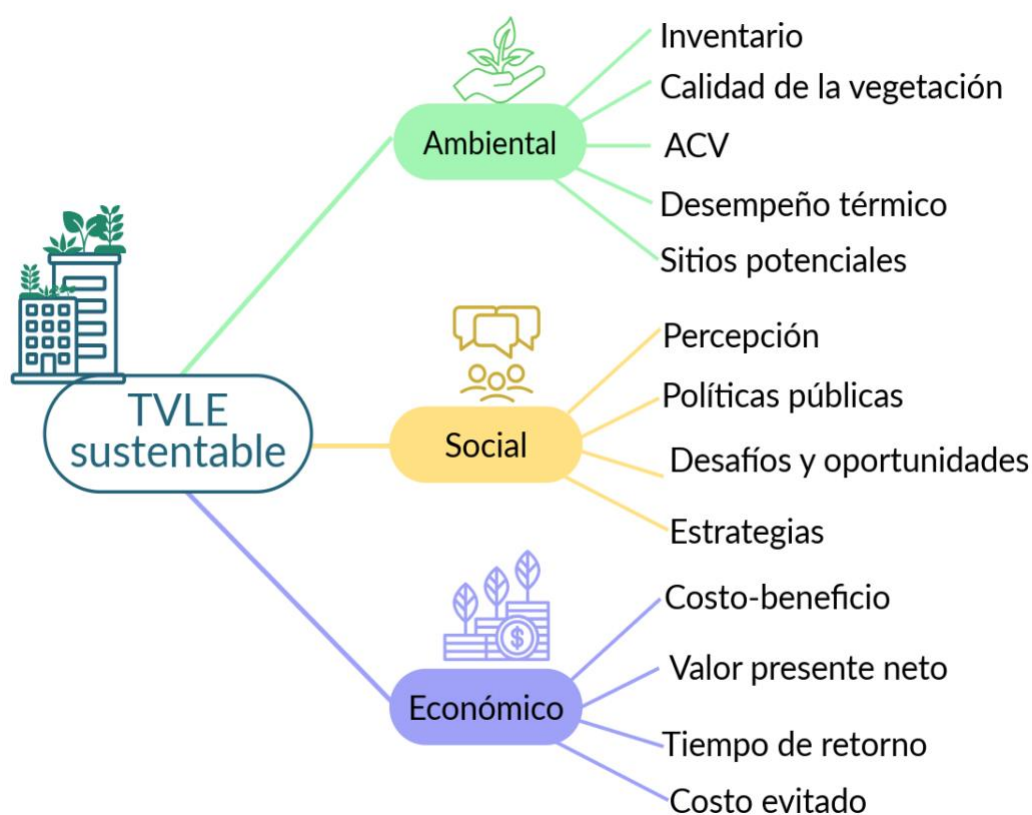 TVLE
sustentable
Ambiental
Inventario
Calidad de la vegetación
ACV
Desempeño térmico
Sitios potenciales
Social
Percepción
Políticas públicas
Desafíos y oportunidades
Estrategias
$
Económico
Costo-beneficio
Valor presente neto
Tiempo de retorno
Costo evitado